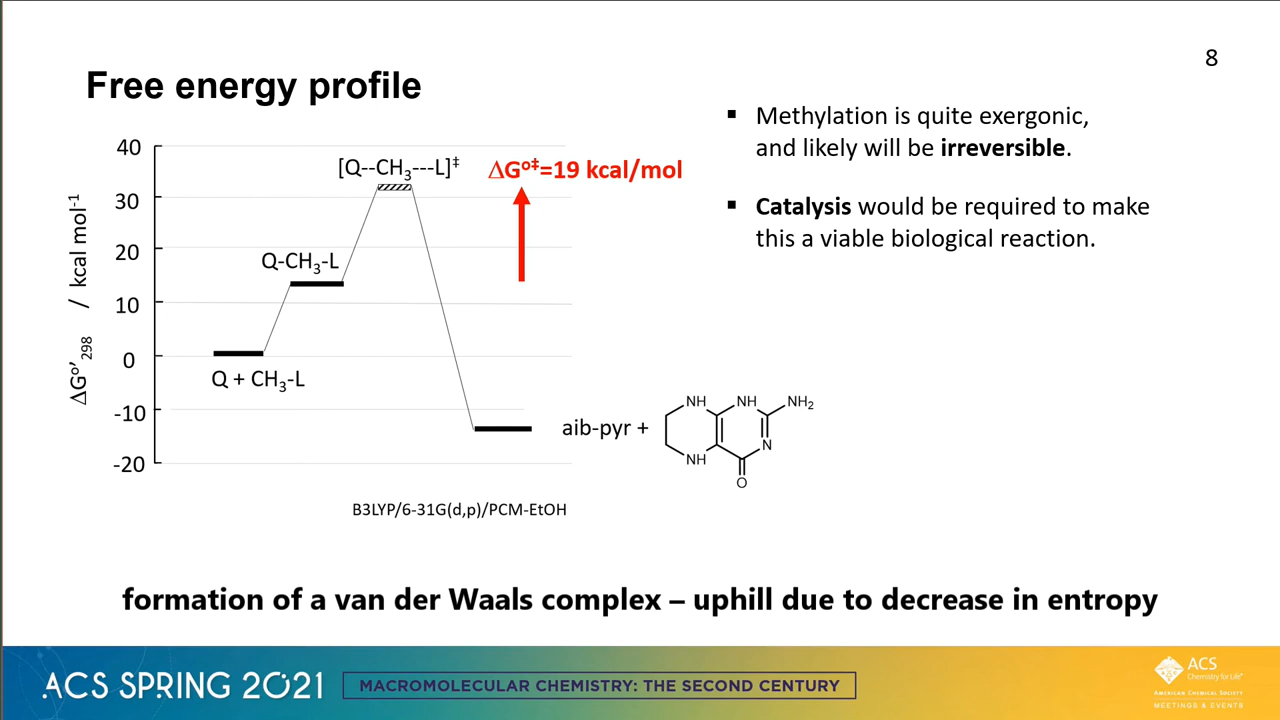 8
Free energy profile
Methylation is quite exergonic,
and likely will be irreversible.
Catalysis would be required to make
this a viable biological reaction.
40
30
20
10
0
-10
-20
ΔG°′₂₉₈ / kcal mol⁻¹
[Q--CH₃---L]‡
ΔG°‡=19 kcal/mol
Q-CH₃-L
Q + CH₃-L
aib-pyr +
NH
NH
NH₂
N
NH
O
B3LYP/6-31G(d,p)/PCM-EtOH
formation of a van der Waals complex – uphill due to decrease in entropy
ACS SPRING 2021
MACROMOLECULAR CHEMISTRY: THE SECOND CENTURY
ACS
Chemistry for Life®
AMERICAN CHEMICAL SOCIETY
MEETINGS & EVENTS